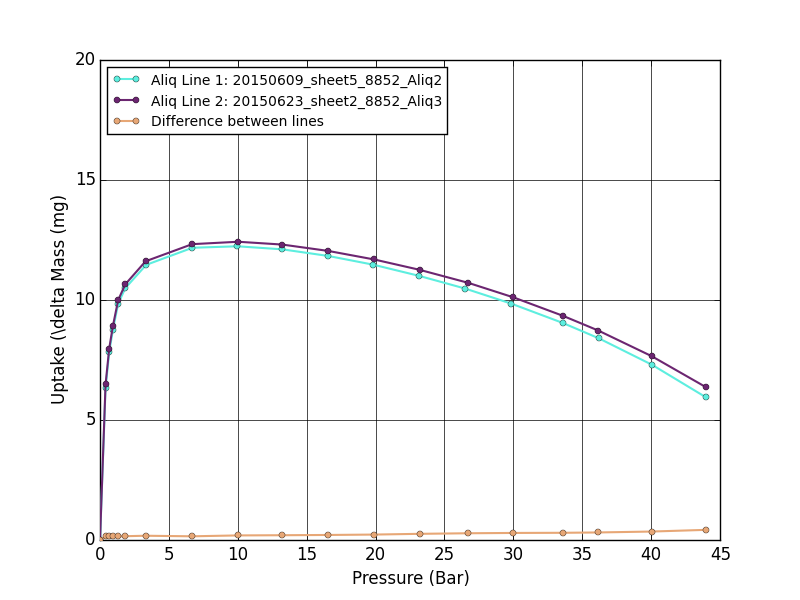 20
15
10
5
0
Uptake (\delta Mass (mg)
Aliq Line 1: 20150609_sheet5_8852_Aliq2
Aliq Line 2: 20150623_sheet2_8852_Aliq3
Difference between lines
0 5 10 15 20 25 30 35 40 45
Pressure (Bar)